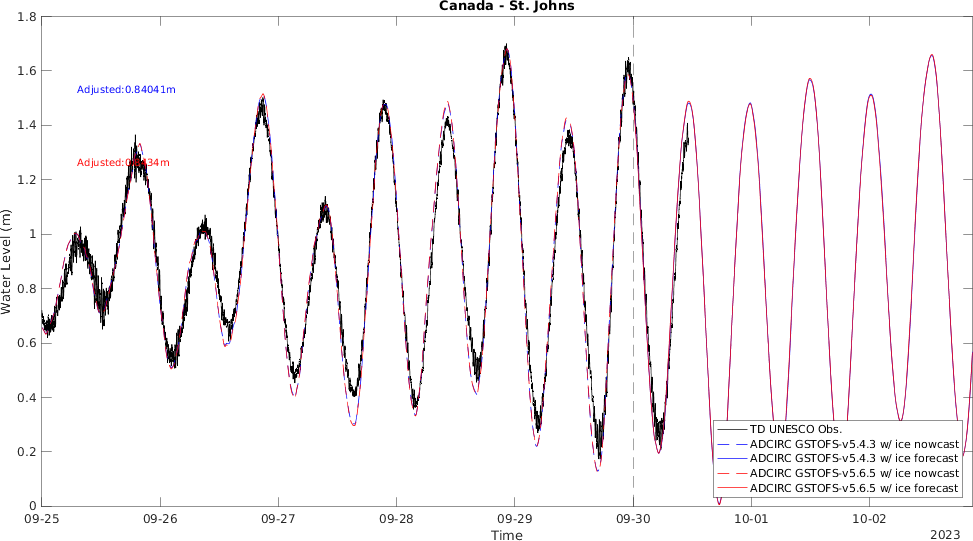 Canada - St. Johns
1.8
1.6
1.4
1.2
1
0.8
0.6
0.4
0.2
0
Water Level (m)
Adjusted:0.84041m
TD UNESCO Obs.
ADCIRC GSTOFS-v5.4.3 w/ ice nowcast
ADCIRC GSTOFS-v5.4.3 w/ ice forecast
ADCIRC GSTOFS-v5.6.5 w/ ice nowcast
ADCIRC GSTOFS-v5.6.5 w/ ice forecast
09-25 09-26 09-27 09-28 09-29 09-30 10-01 10-02
Time
2023